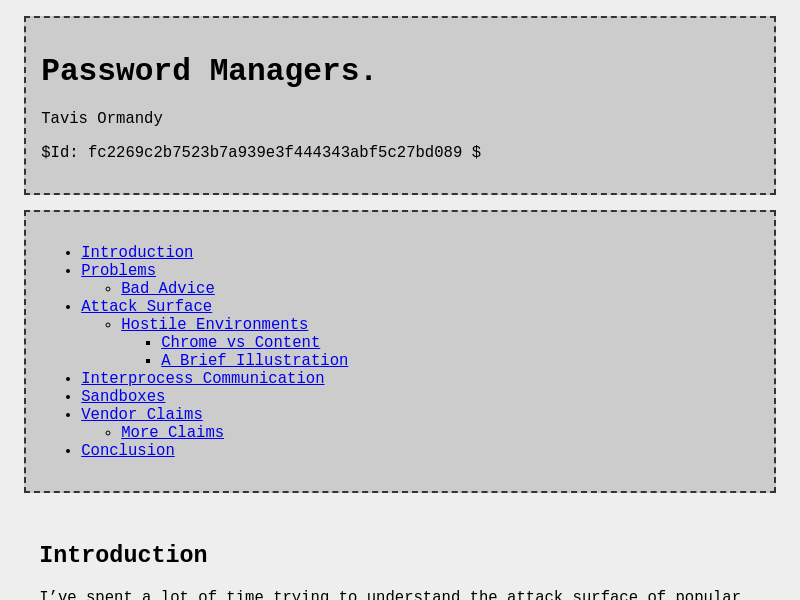 Password Managers.
Tavis Ormandy
$Id: fc2269c2b7523b7a939e3f444343abf5c27bd089 $
Introduction
Problems
Bad Advice
Attack Surface
Hostile Environments
Chrome vs Content
A Brief Illustration
Interprocess Communication
Sandboxes
Vendor Claims
More Claims
Conclusion
Introduction
I’ve spent a lot of time trying to understand the attack surface of popular